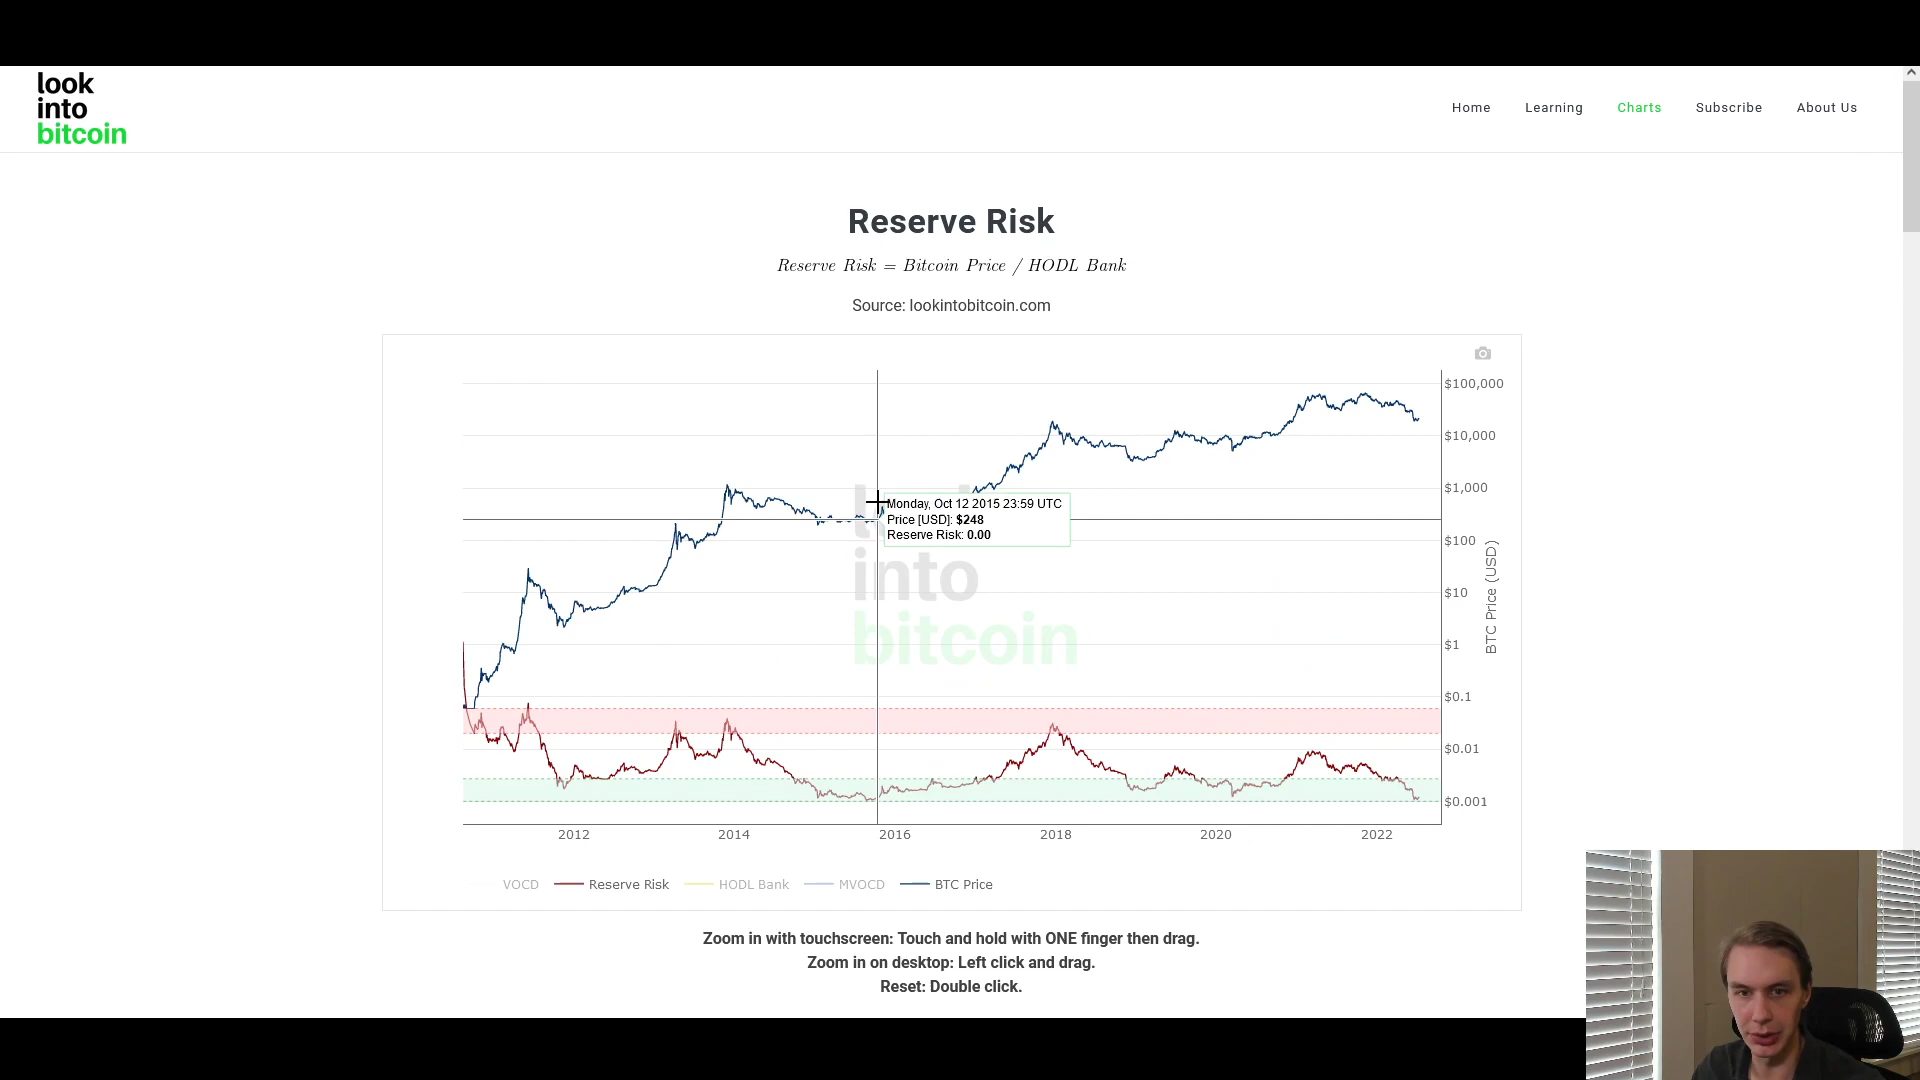 look
into
bitcoin
Home Learning Charts Subscribe About Us
Reserve Risk
Reserve Risk = Bitcoin Price / HODL Bank
Source: lookintobitcoin.com
$100,000
$10,000
$1,000
$100
$10
$1
$0.1
$0.01
$0.001
BTC Price (USD)
Monday, Oct 12 2015 23:59 UTC
Price [USD]: $248
Reserve Risk: 0.00
into
bitcoin
2012 2014 2016 2018 2020 2022
VOCD Reserve Risk HODL Bank MVOCD BTC Price
Zoom in with touchscreen: Touch and hold with ONE finger then drag.
Zoom in on desktop: Left click and drag.
Reset: Double click.